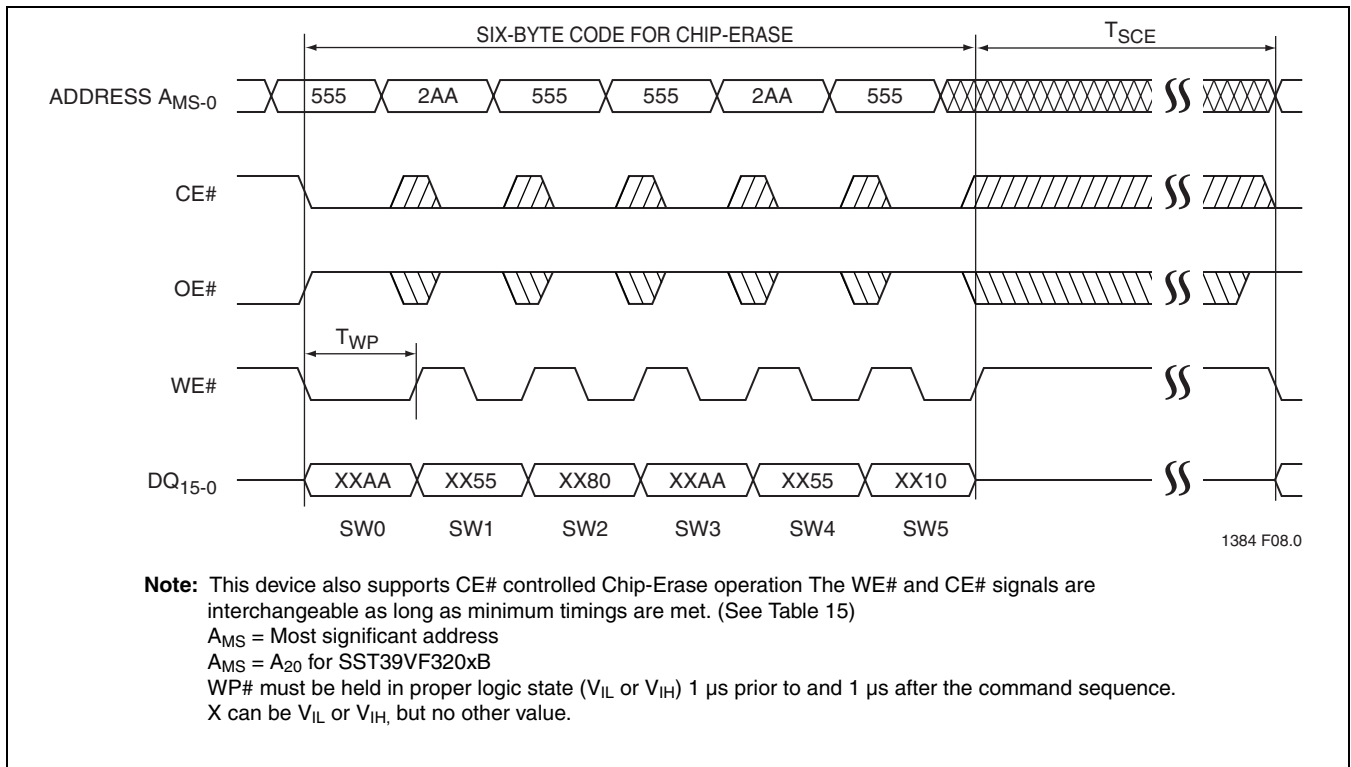 SIX-BYTE CODE FOR CHIP-ERASE
TSCE
ADDRESS AMS-0
555 2AA 555 555 2AA 555
CE#
OE#
TWP
WE#
DQ15-0
XXAA XX55 XX80 XXAA XX55 XX10
SW0 SW1 SW2 SW3 SW4 SW5
1384 F08.0
Note: This device also supports CE# controlled Chip-Erase operation The WE# and CE# signals are
interchangeable as long as minimum timings are met. (See Table 15)
AMS = Most significant address
AMS = A20 for SST39VF320xB
WP# must be held in proper logic state (VIL or VIH) 1 µs prior to and 1 µs after the command sequence.
X can be VIL or VIH, but no other value.